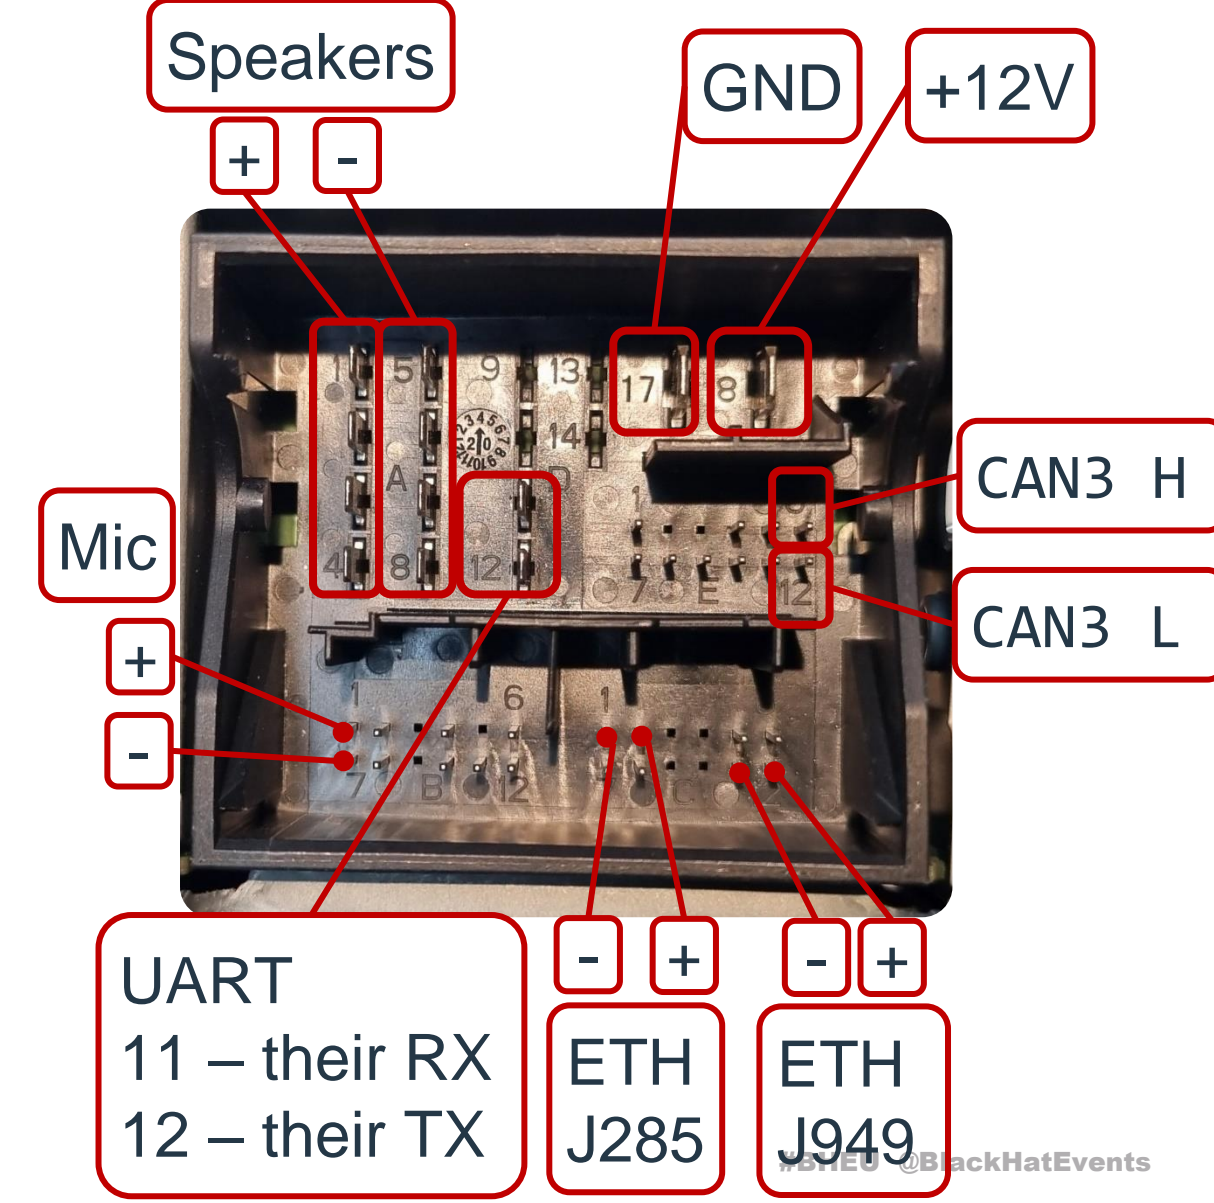 Speakers
+ -
GND
+12V
1 5 9 13 17 8
14
A D
1
CAN3 H
4 8 12
7 E 12
CAN3 L
Mic
+
-
1 6 1
7 B 12 C
UART
11 – their RX
12 – their TX
- +
ETH
J285
- +
ETH
J949
#BHEU @BlackHatEvents